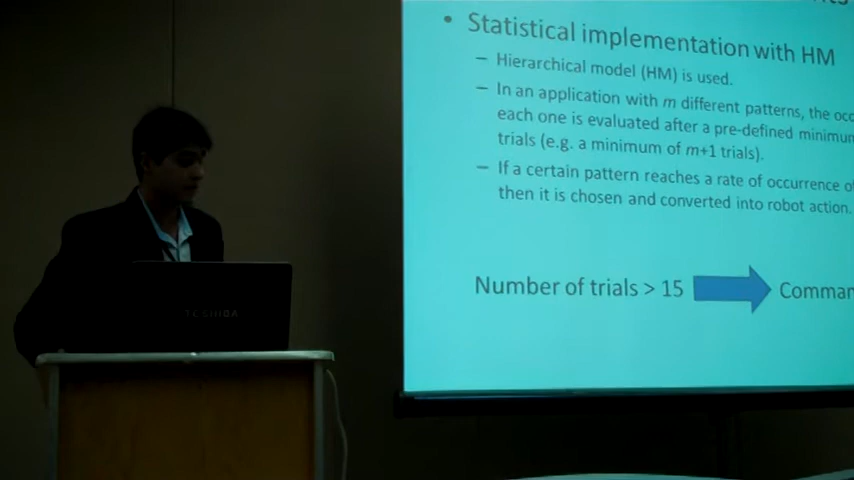 • Statistical implementation with HM
– Hierarchical model (HM) is used.
– In an application with m different patterns, the
each one is evaluated after a pre-defined minimum
trials (e.g. a minimum of m+1 trials).
– If a certain pattern reaches a rate of occurrence
then it is chosen and converted into robot action.
Number of trials > 15
TOSHIBA